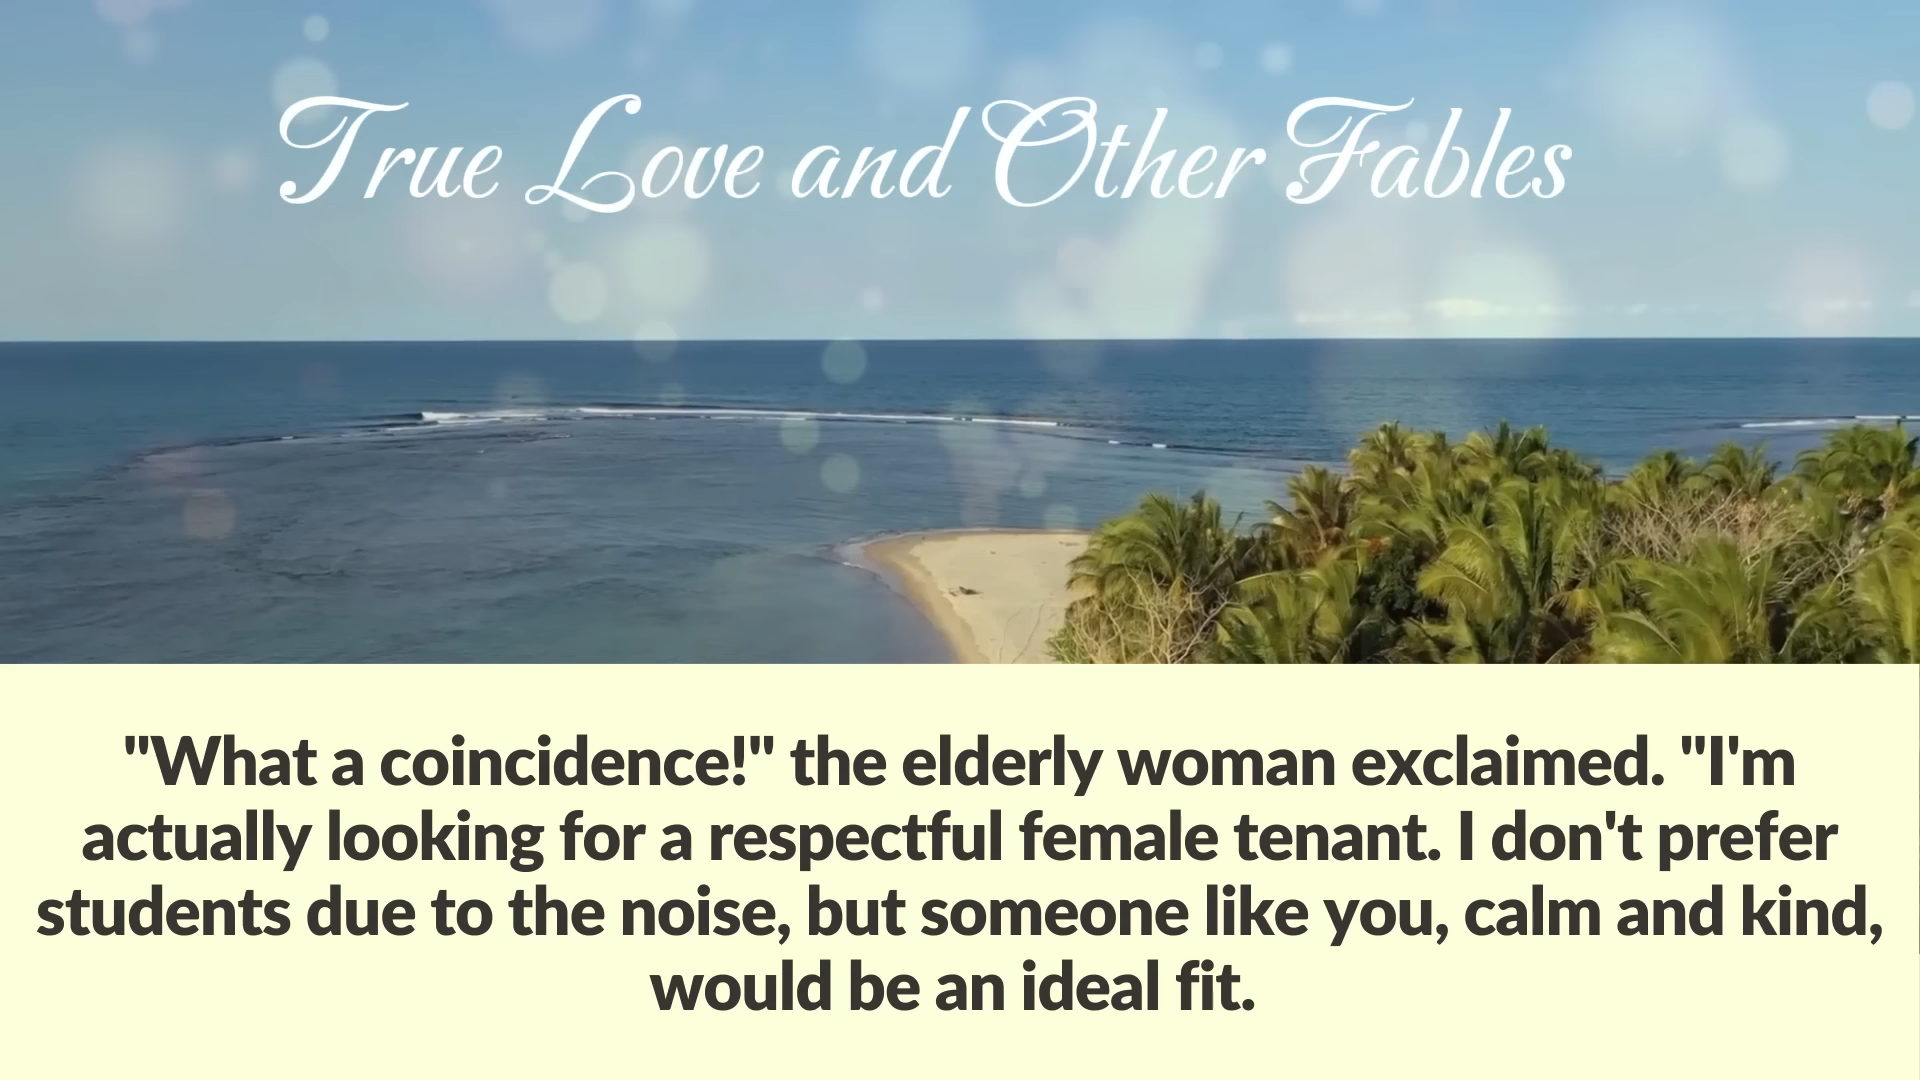 True Love and Other Fables
"What a coincidence!" the elderly woman exclaimed. "I'm
actually looking for a respectful female tenant. I don't prefer
students due to the noise, but someone like you, calm and kind,
would be an ideal fit.